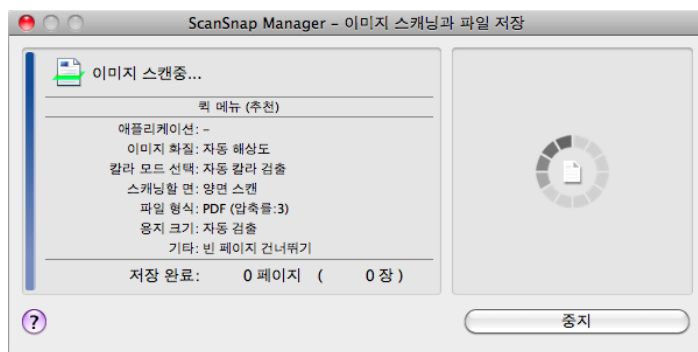 ScanSnap Manager – 이미지 스캐닝과 파일 저장
이미지 스캔중...
퀵 메뉴 (추천)
애플리케이션: –
이미지 화질: 자동 해상도
칼라 모드 선택: 자동 칼라 검출
스캐닝할 면: 양면 스캔
파일 형식: PDF (압축률:3)
용지 크기: 자동 검출
기타: 빈 페이지 건너뛰기
저장 완료: 0 페이지 ( 0 장 )
?
중지